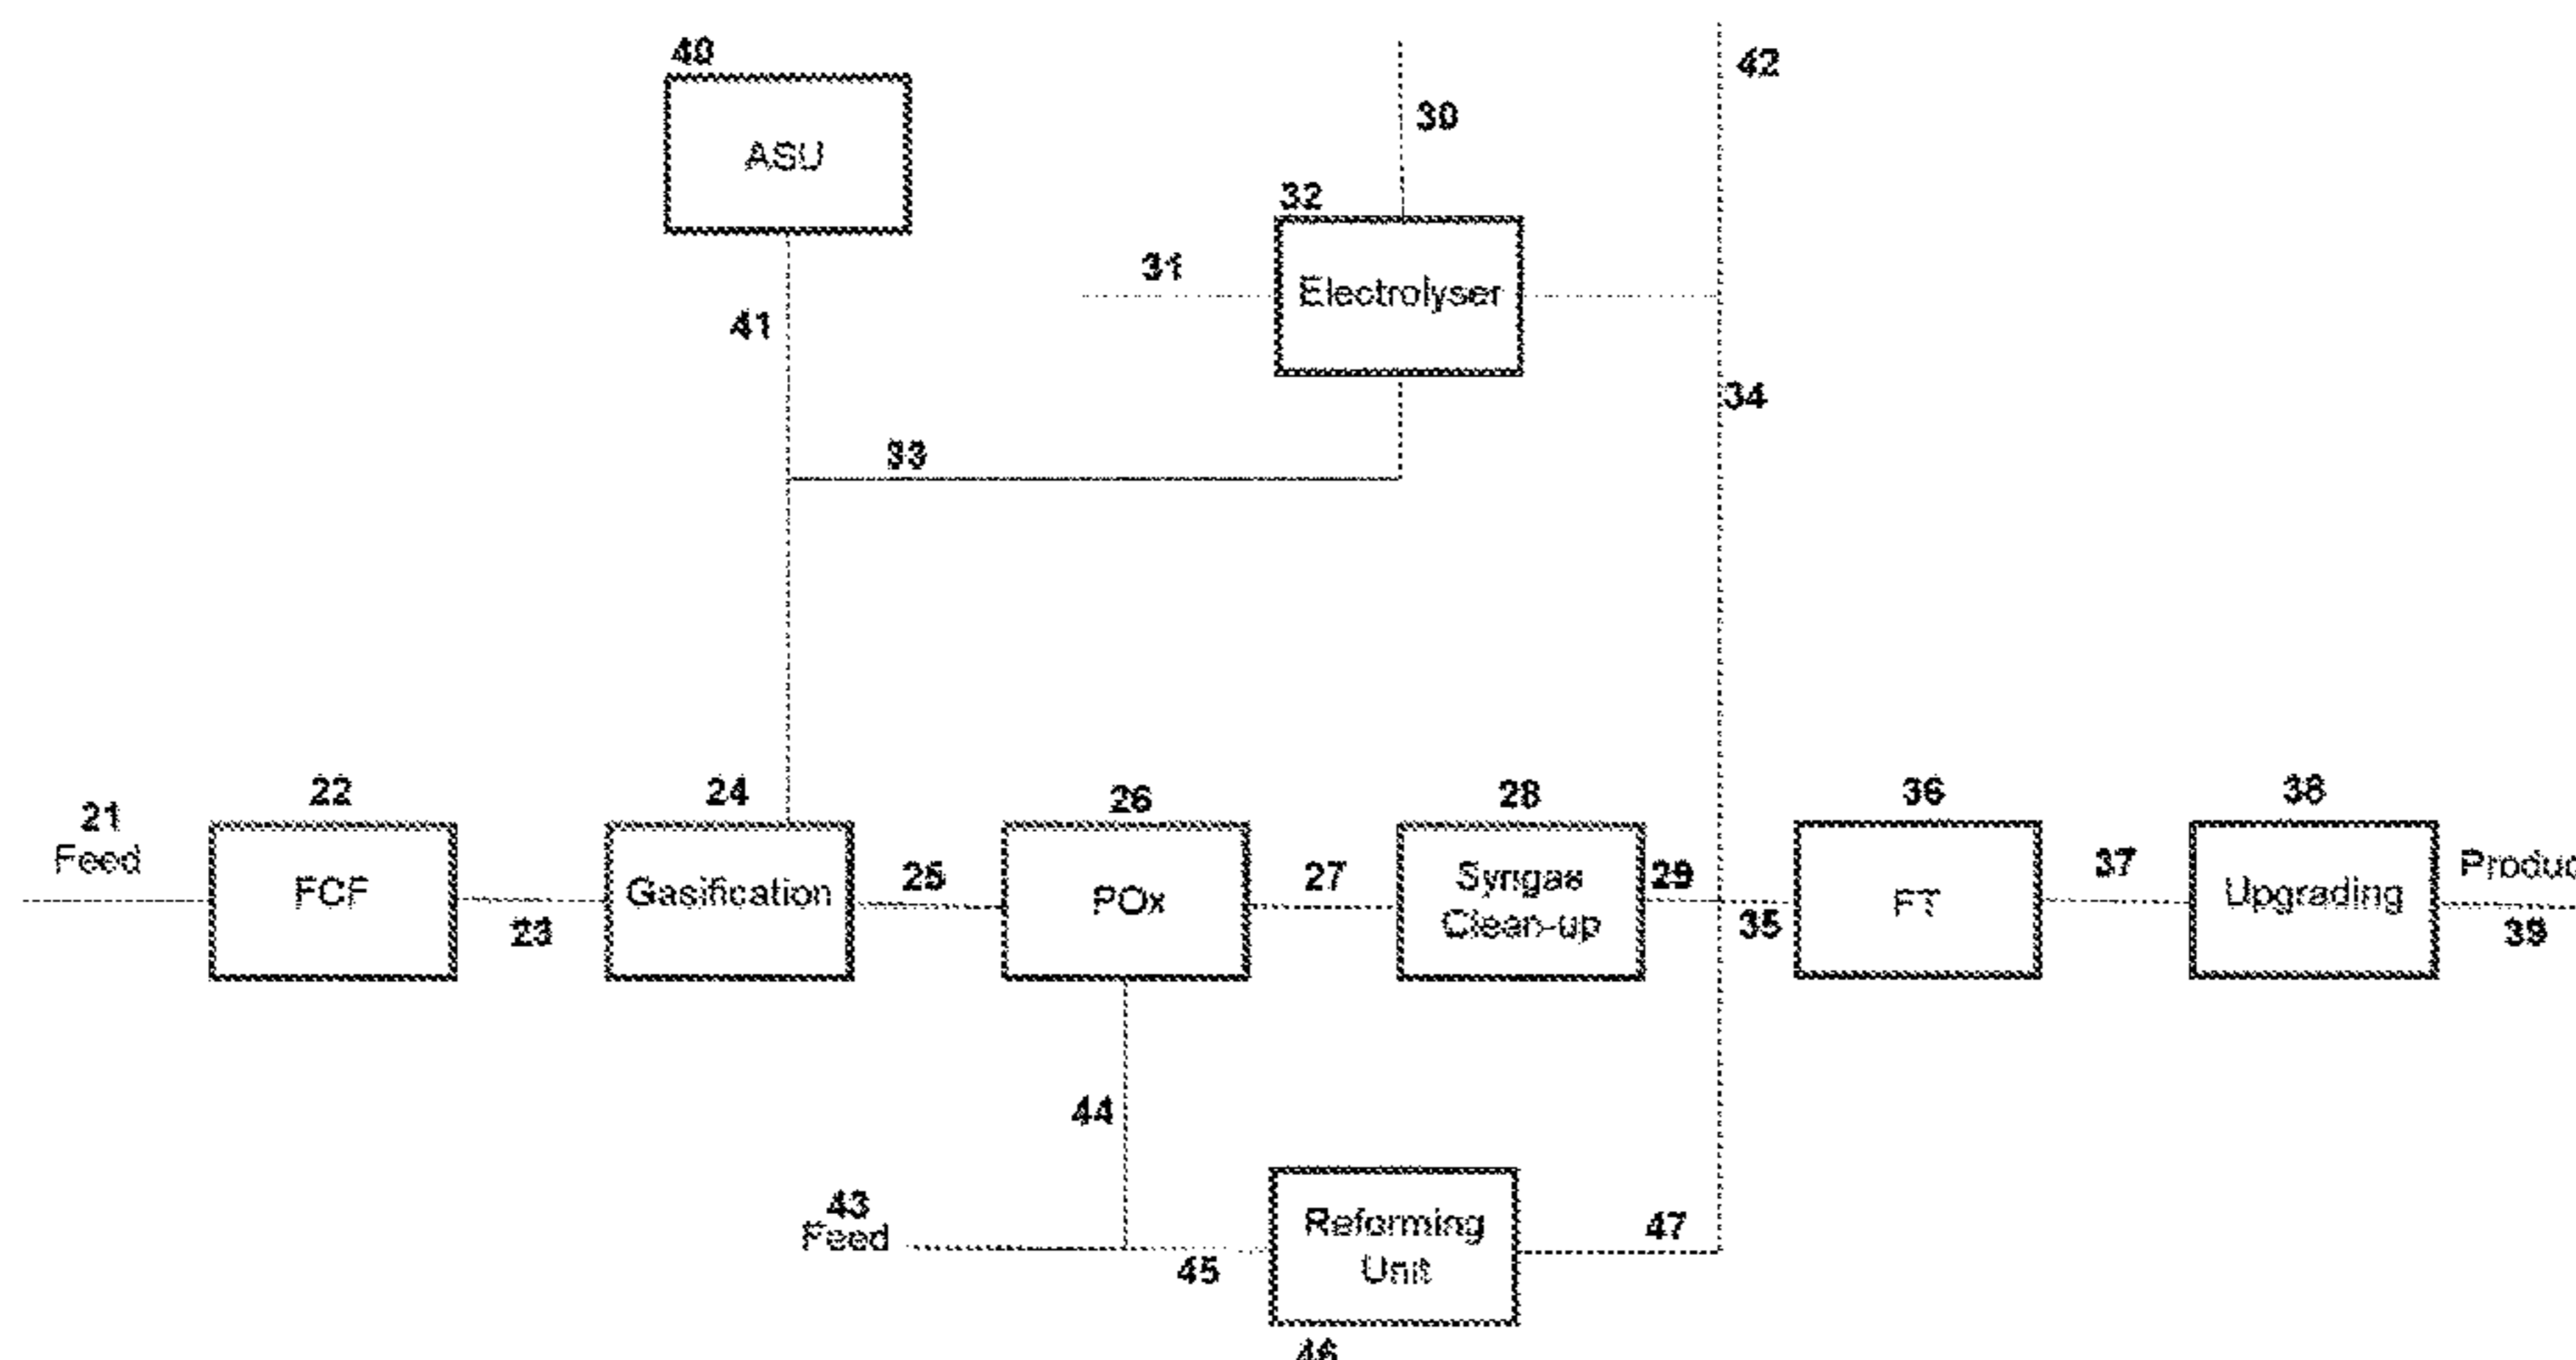 40
42
ASU
30
32
31
Electrolyser
41
34
33
21
Feed
22
24
26
28
36
38
FCF
23
Gasification
25
POx
27
Syngas
Clean-up
29
35
FT
37
Upgrading
Produc
39
44
43
Feed
45
Reforming
Unit
47
46